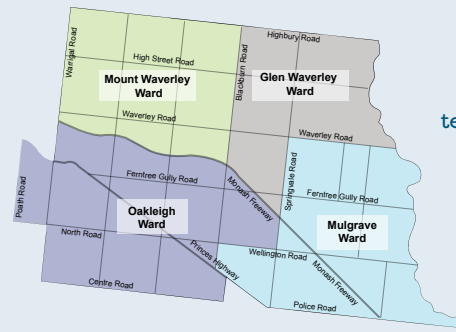 Highbury Road
Warrigal Road
High Street Road
Blackburn Road
Mount Waverley
Ward
Glen Waverley
Ward
Waverley Road
Waverley Road
te
Springvale Road
Ferntree Gully Road
Monash Freeway
Ferntree Gully Road
Poath Road
Oakleigh
Ward
Mulgrave
Ward
North Road
Princes Highway
Wellington Road
Monash Freeway
Centre Road
Police Road